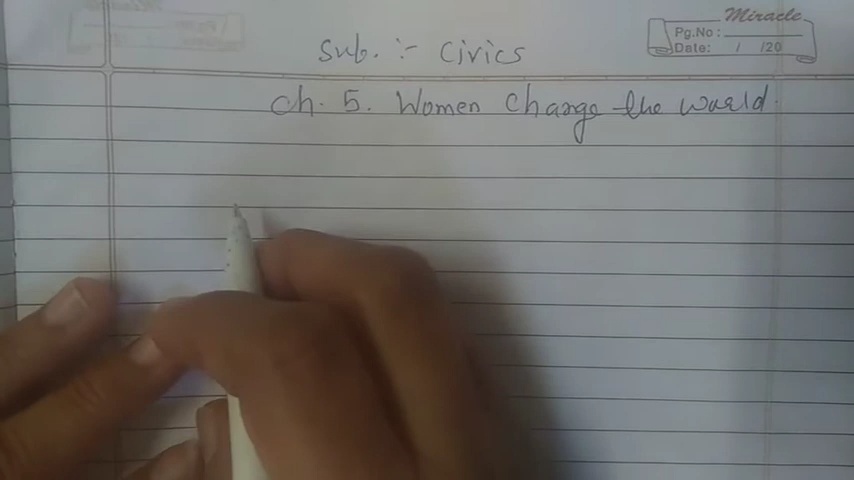 Miracle
Pg.No :
Date: / /20
Sub. :- Civics
Ch. 5. Women Change the World.